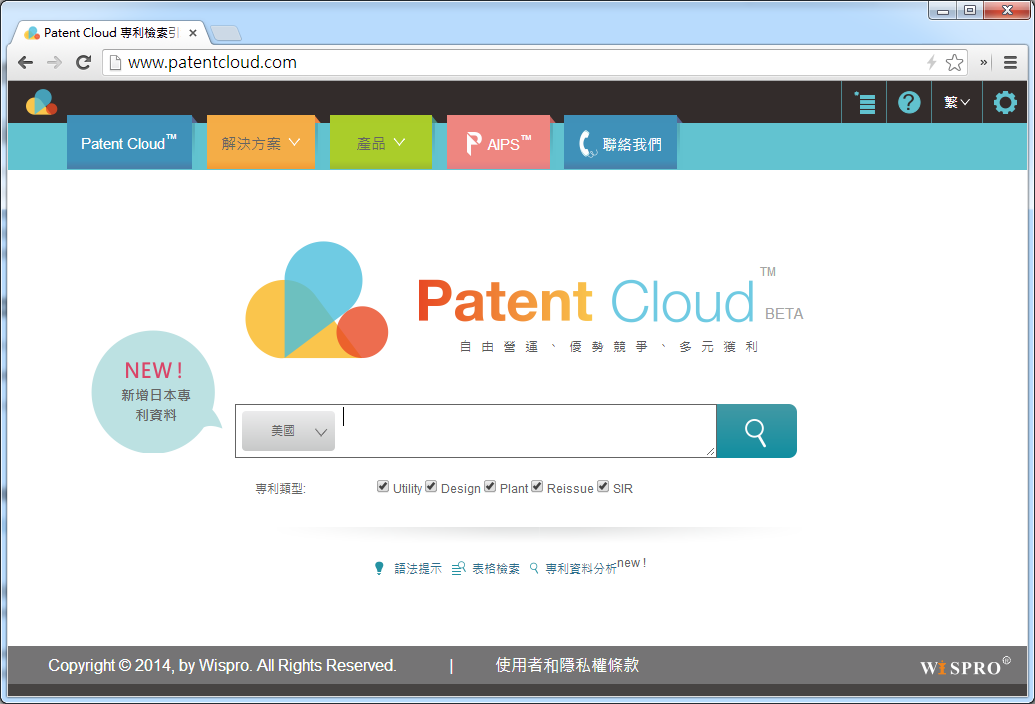 Patent Cloud 專利檢索引
www.patentcloud.com
»
繁
Patent Cloud™
解決方案
產品
AIPS™
聯絡我們
Patent Cloud™ BETA
自由營運、優勢競爭、多元獲利
NEW!
新增日本專
利資料
美國
專利類型: Utility Design Plant Reissue SIR
語法提示 表格檢索 專利資料分析new!
Copyright © 2014, by Wispro. All Rights Reserved. | 使用者和隱私權條款
WISPRO®